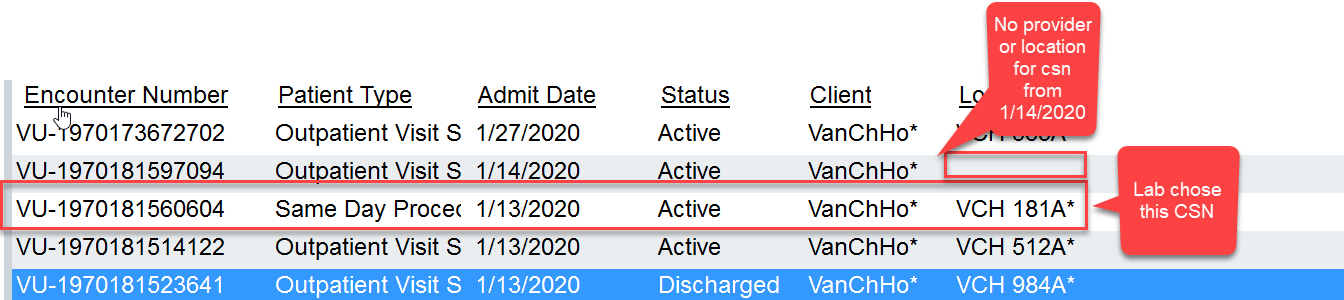 No provider
or location
for csn
from
1/14/2020
Encounter Number Patient Type Admit Date Status Client Lo
VU-1970173672702 Outpatient Visit S 1/27/2020 Active VanChHo* VCH
VU-1970181597094 Outpatient Visit S 1/14/2020 Active VanChHo*
VU-1970181560604 Same Day Proced 1/13/2020 Active VanChHo* VCH 181A*
Lab chose
this CSN
VU-1970181514122 Outpatient Visit S 1/13/2020 Active VanChHo* VCH 512A*
VU-1970181523641 Outpatient Visit S 1/13/2020 Discharged VanChHo* VCH 984A*